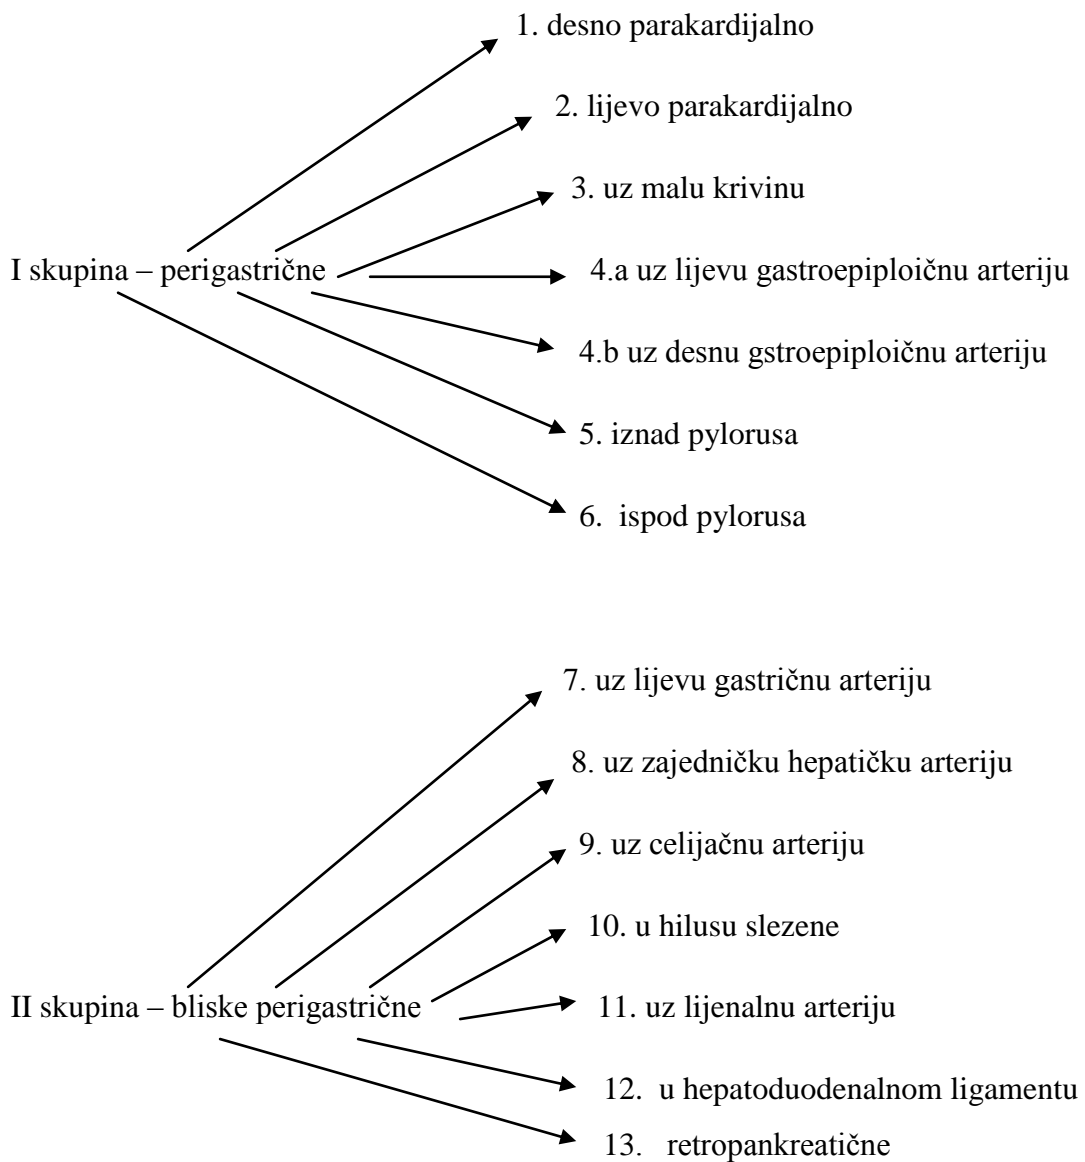 1. desno parakardijalno
2. lijevo parakardijalno
3. uz malu krivinu
I skupina – perigastrične
4.a uz lijevu gastroepiploičnu arteriju
4.b uz desnu gstroepiploičnu arteriju
5. iznad pylorusa
6. ispod pylorusa
7. uz lijevu gastričnu arteriju
8. uz zajedničku hepatičku arteriju
9. uz celijačnu arteriju
10. u hilusu slezene
II skupina – bliske perigastrične
11. uz lijenalnu arteriju
12. u hepatoduodenalnom ligamentu
13. retropankreatične